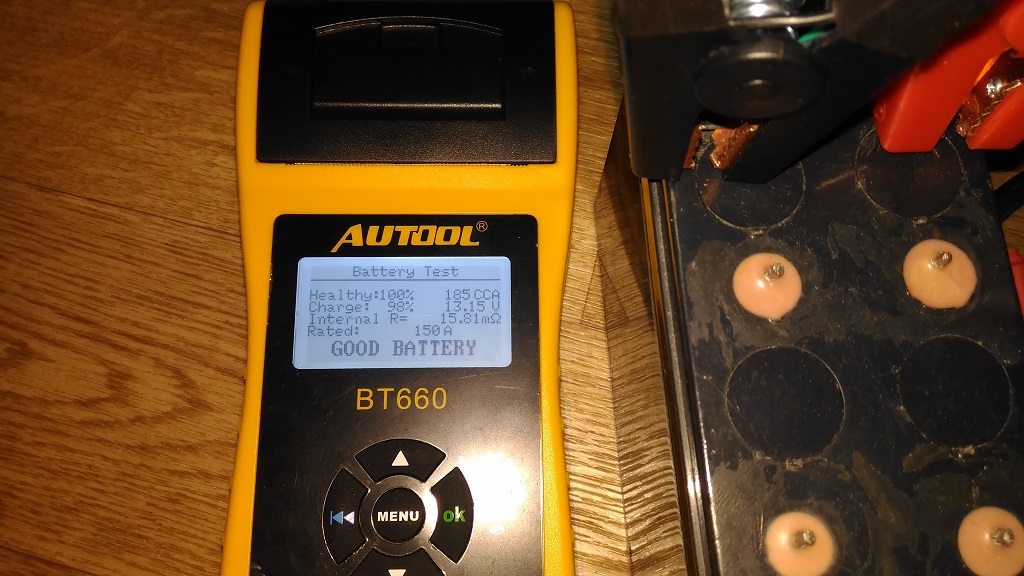 AUTOOL®
Battery Test
Healthy:100% 185CCA
Charge: 98% 13.15V
Internal R= 15.81mΩ
Rated: 150A
GOOD BATTERY
BT660
MENU
ok